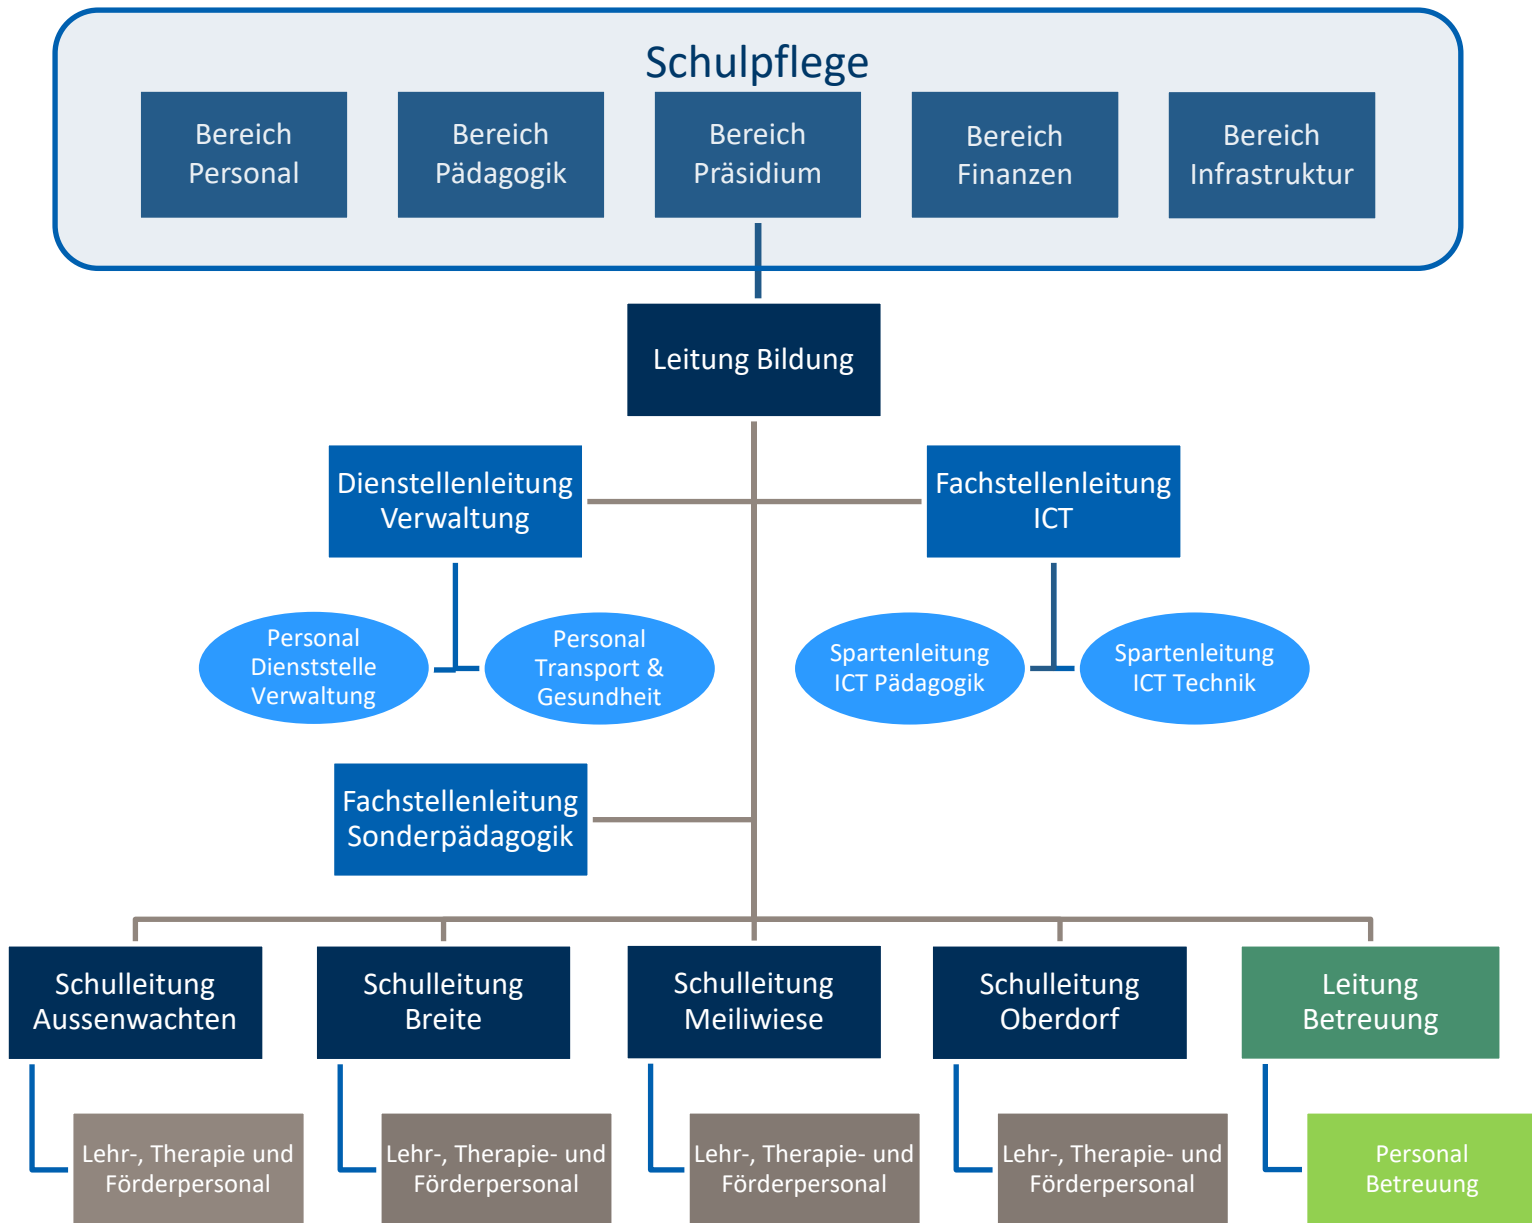 Schulpflege
Bereich
Personal
Bereich
Pädagogik
Bereich
Präsidium
Bereich
Finanzen
Bereich
Infrastruktur
Leitung Bildung
Dienstellenleitung
Verwaltung
Fachstellenleitung
ICT
Personal
Dienststelle
Verwaltung
Personal
Transport &
Gesundheit
Spartenleitung
ICT Pädagogik
Spartenleitung
ICT Technik
Fachstellenleitung
Sonderpädagogik
Schulleitung
Aussenwachten
Schulleitung
Breite
Schulleitung
Meiliwiese
Schulleitung
Oberdorf
Leitung
Betreuung
Lehr-, Therapie und
Förderpersonal
Lehr-, Therapie- und
Förderpersonal
Lehr-, Therapie- und
Förderpersonal
Lehr-, Therapie- und
Förderpersonal
Personal
Betreuung